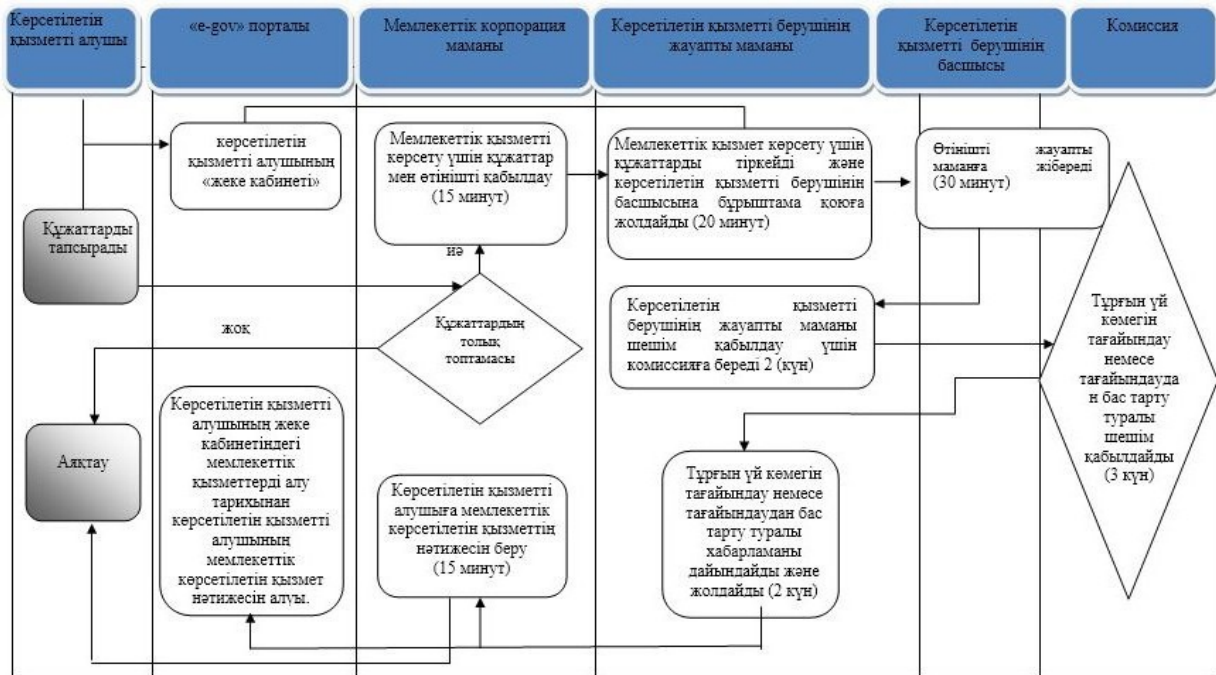 Көрсетілетін
қызметті алушы
«e-gov» порталы
Мемлекеттік корпорация
маманы
Көрсетілетін қызметті берушінің
жауапты маманы
Көрсетілетін
қызметті берушінің
басшысы
Комиссия
көрсетілетін
қызметті алушының
«жеке кабинеті»
Мемлекеттік қызметті
көрсету үшін құжаттар
мен өтінішті қабылдау
(15 минут)
Мемлекеттік қызмет көрсету үшін
құжаттарды тіркейді және
көрсетілетін қызметті берушінің
басшысына бұрыштама қоюға
жолдайды (20 минут)
Өтінішті жауапты
маманға жібереді
(30 минут)
Құжаттарды
тапсырады
иә
Құжаттардың
толық
топтамасы
жоқ
Көрсетілетін қызметті
берушінің жауапты маманы
шешім қабылдау үшін
комиссияға береді 2 (күн)
Тұрғын үй
көмегін
тағайындау
немесе
тағайындауда
н бас тарту
туралы
шешім
қабылдайды
(3 күн)
Аяқтау
Көрсетілетін қызметті
алушының жеке
кабинетіндегі
мемлекеттік
қызметтерді алу
тарихынан
көрсетілетін қызметті
алушының
мемлекеттік
көрсетілетін қызмет
нәтижесін алуы.
Көрсетілетін қызметті
алушыға мемлекеттік
көрсетілетін қызметтің
нәтижесін беру
(15 минут)
Тұрғын үй көмегін
тағайындау немесе
тағайындаудан бас
тарту туралы
хабарламаны
дайындайды және
жолдайды (2 күн)